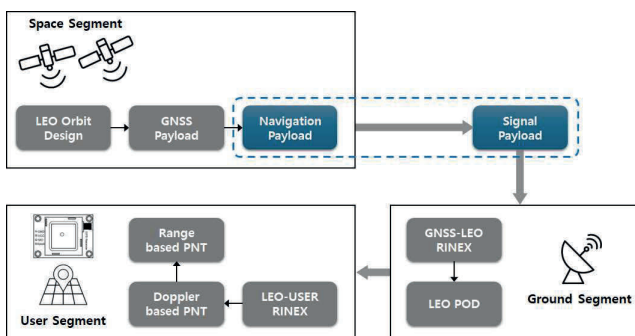 Space Segment
LEO Orbit
Design
GNSS
Payload
Navigation
Payload
Signal
Payload
Range
based PNT
Doppler
based PNT
LEO-USER
RINEX
User Segment
GNSS-LEO
RINEX
LEO POD
Ground Segment